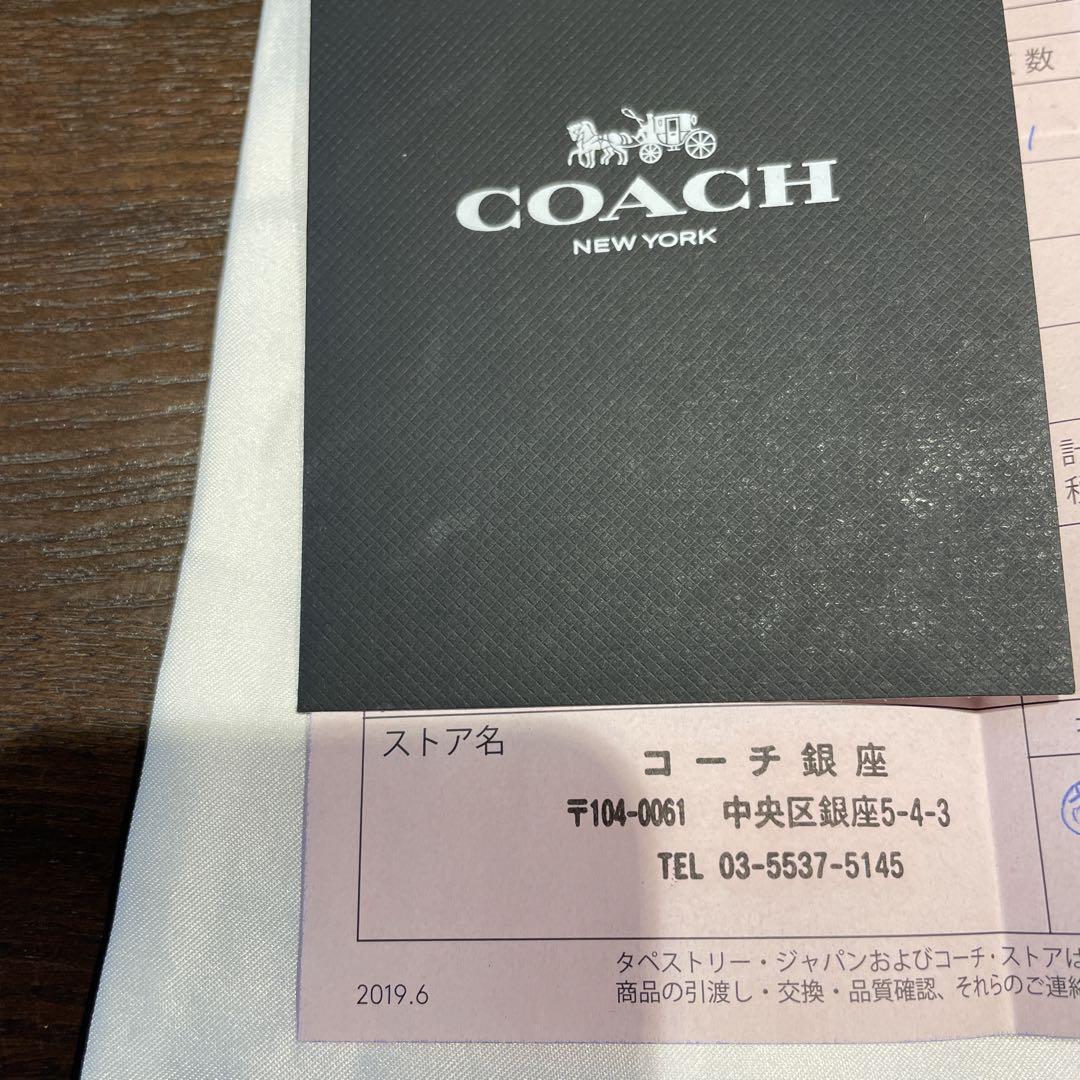 COACH
NEW YORK
数
1
計
ストア名
コーチ銀座
〒104-0061 中央区銀座5-4-3
TEL 03-5537-5145
タペストリー・ジャパンおよびコーチ・ストアは
商品の引渡し・交換・品質確認、それらのご連絡
2019.6